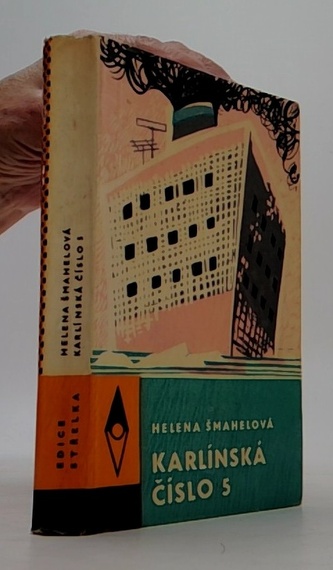 HELENA ŠMAHELOVÁ
KARLÍNSKÁ ČÍSLO 5
EDICE
STŘELKA
HELENA ŠMAHELOVÁ
KARLÍNSKÁ
ČÍSLO 5